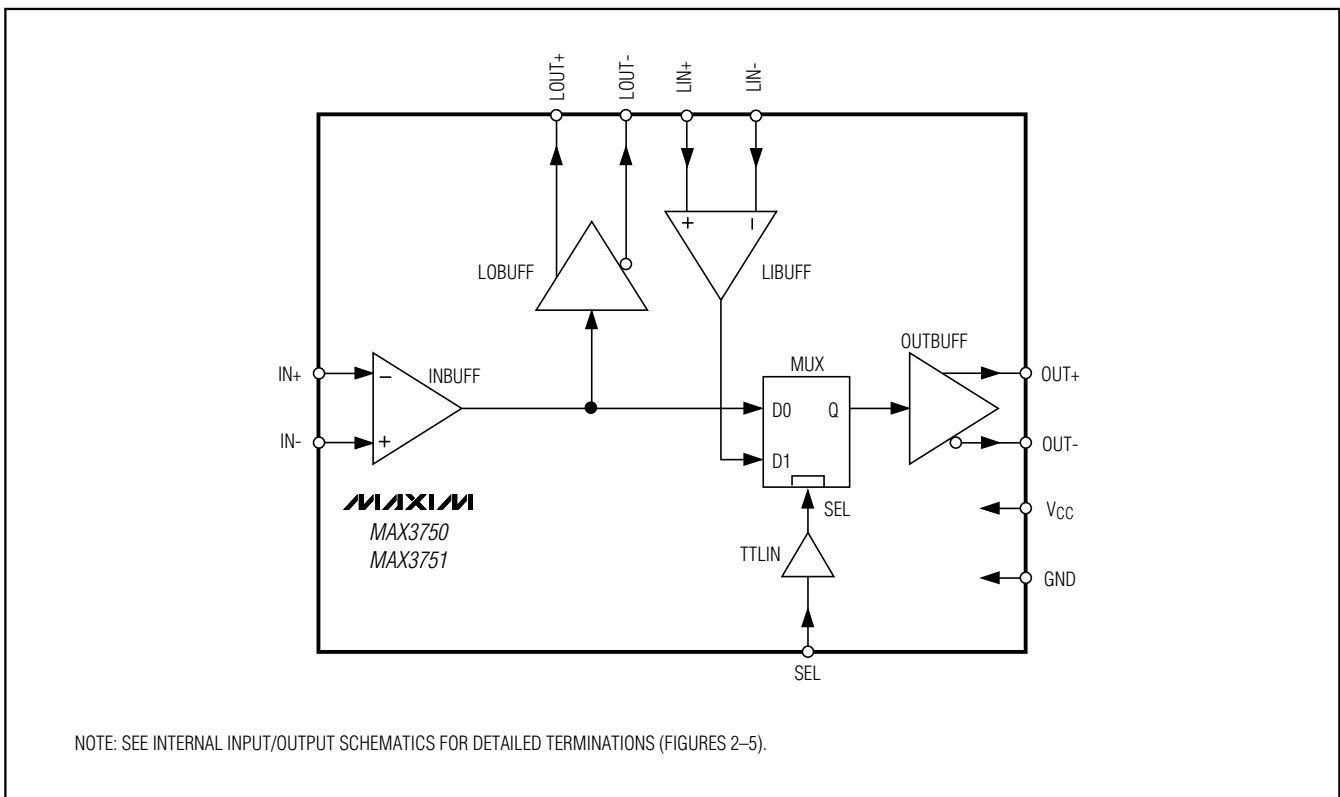 LOUT+
LOUT-
LIN+
LIN-
+
–
LOBUFF
LIBUFF
OUTBUFF
MUX
IN+
–
INBUFF
OUT+
D0
Q
IN-
+
OUT-
D1
MAXIM
SEL
VCC
MAX3750
MAX3751
TTLIN
GND
SEL
NOTE: SEE INTERNAL INPUT/OUTPUT SCHEMATICS FOR DETAILED TERMINATIONS (FIGURES 2–5).